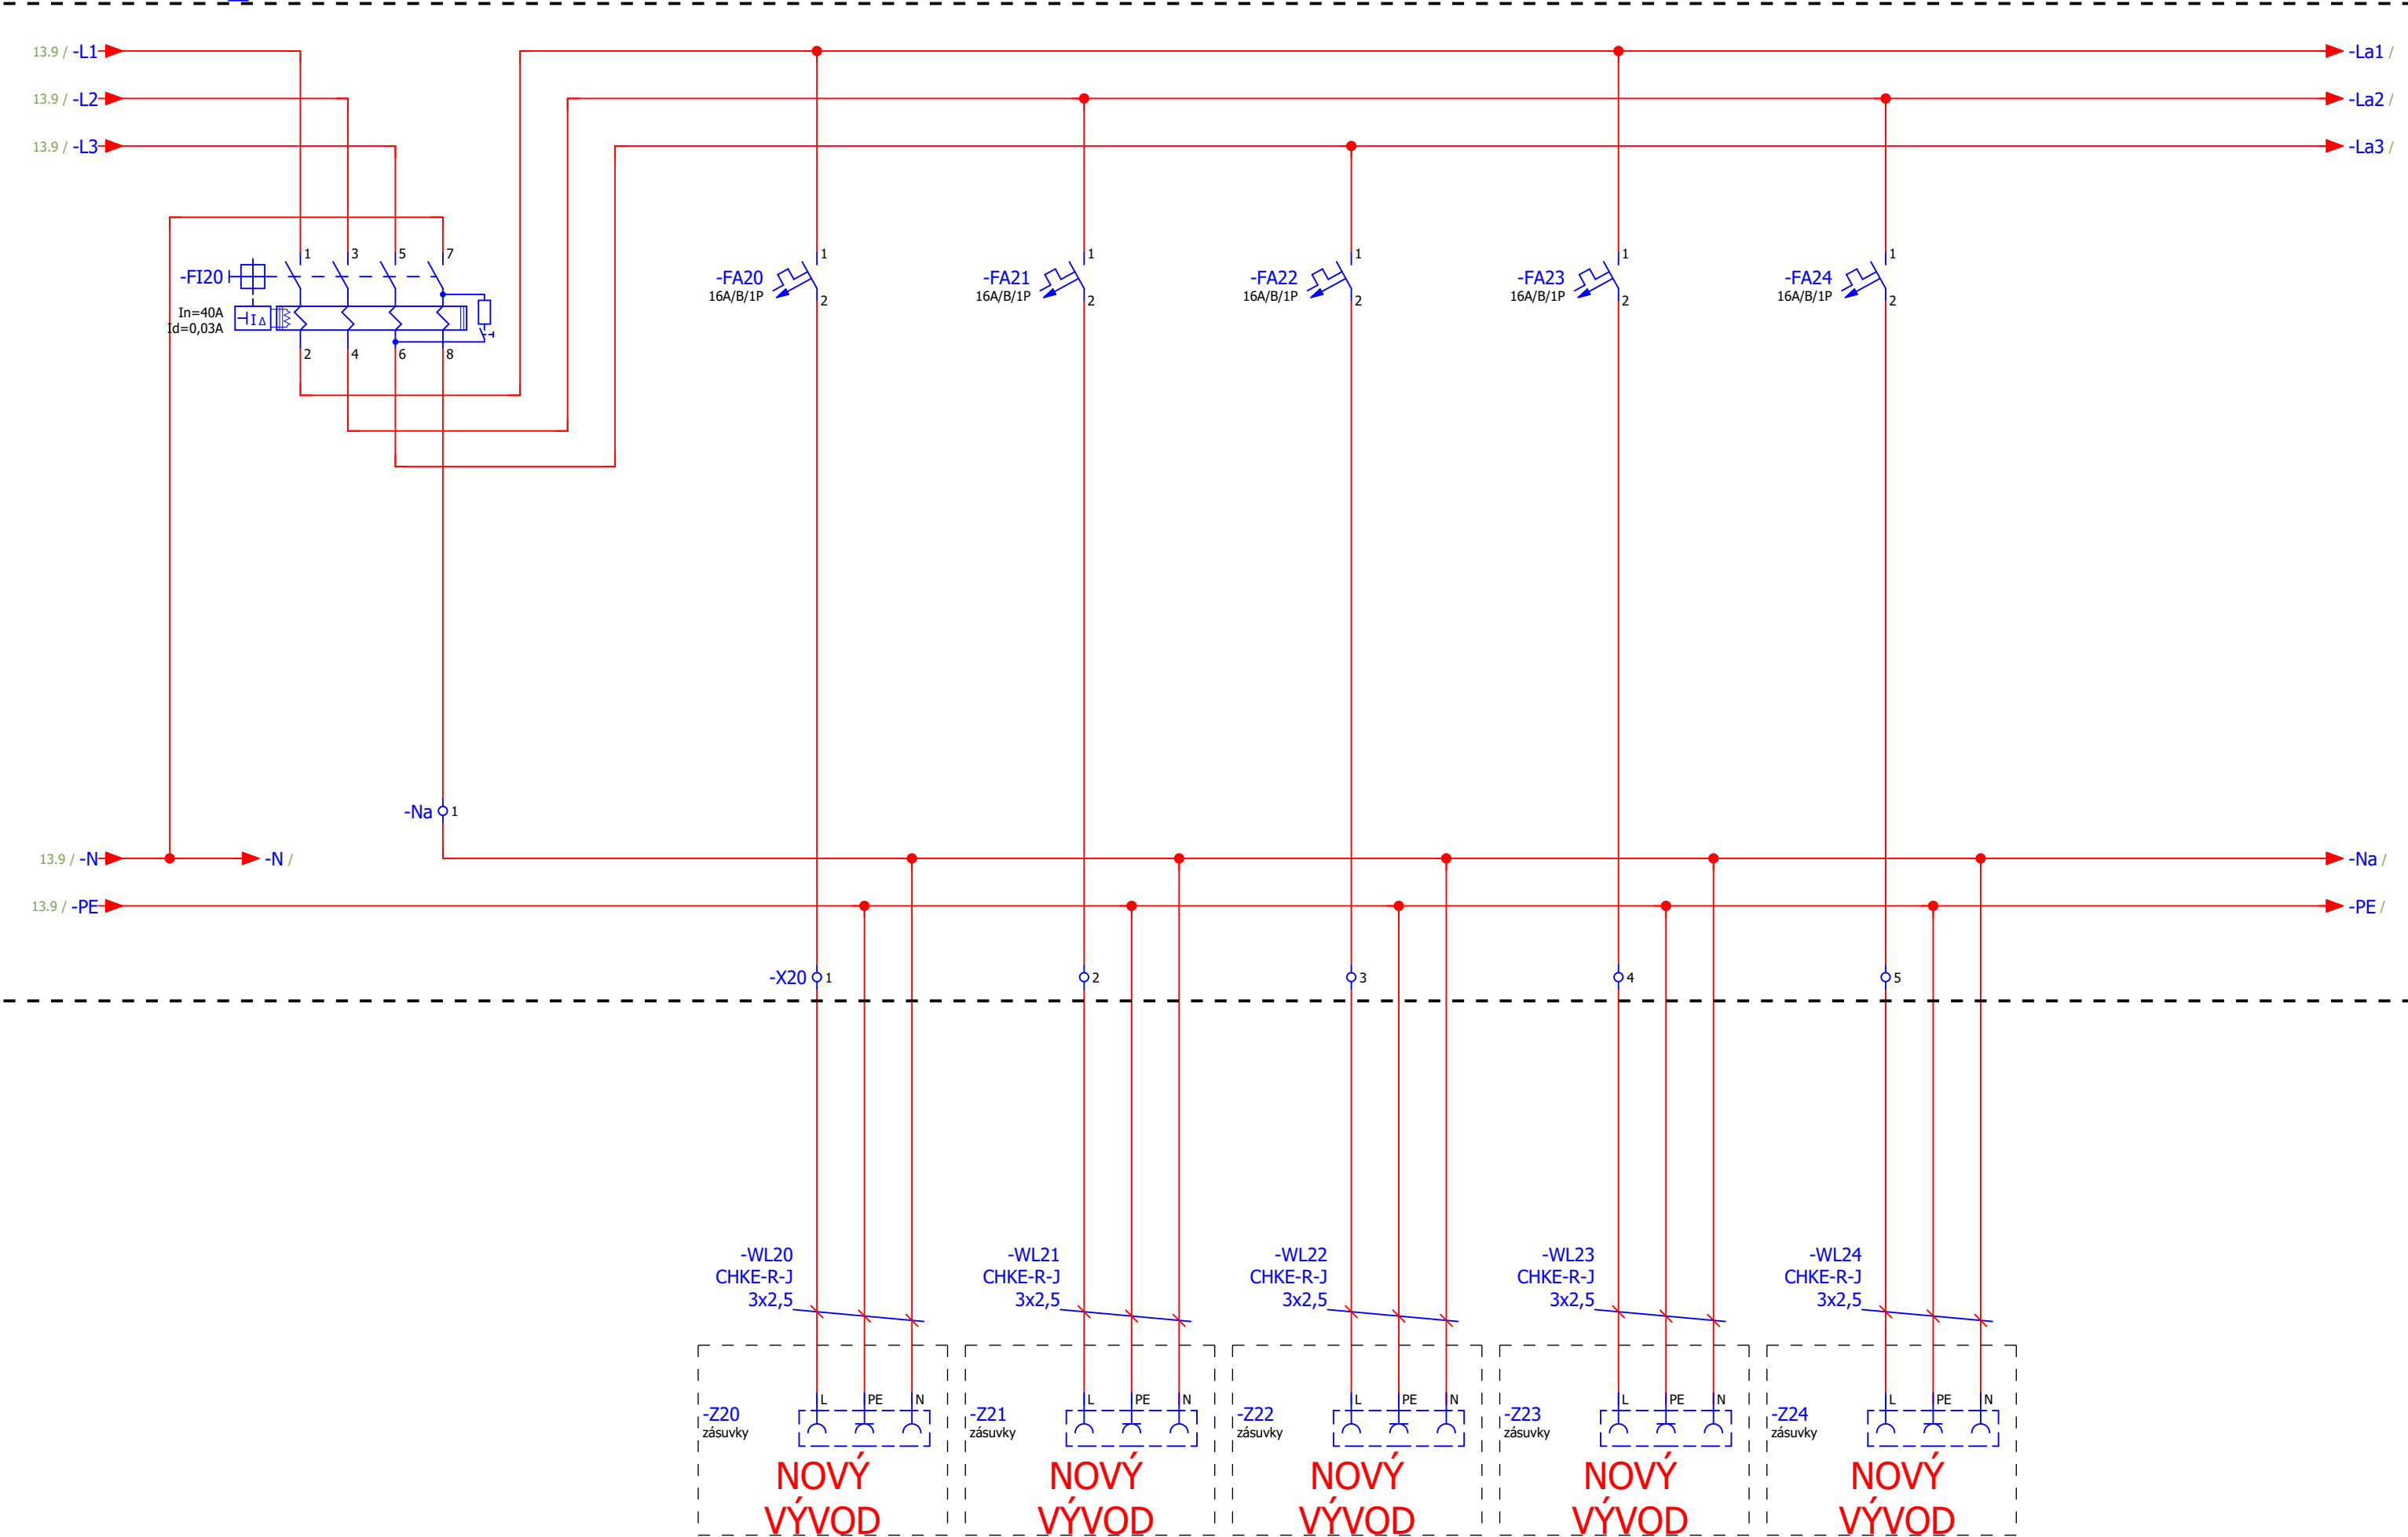 13.9 / -L1
-La1 /
13.9 / -L2
-La2 /
13.9 / -L3
-La3 /
1 3 5 7
-FI20
In=40A
Id=0,03A
I Δ
2 4 6 8
1
-FA20
16A/B/1P
2
1
-FA21
16A/B/1P
2
1
-FA22
16A/B/1P
2
1
-FA23
16A/B/1P
2
1
-FA24
16A/B/1P
2
-Na 1
13.9 / -N
-N /
-Na /
13.9 / -PE
-PE /
-X20 1 2 3 4 5
-WL20
CHKE-R-J
3x2,5
-WL21
CHKE-R-J
3x2,5
-WL22
CHKE-R-J
3x2,5
-WL23
CHKE-R-J
3x2,5
-WL24
CHKE-R-J
3x2,5
L PE N
-Z20
zásuvky
NOVÝ
VÝVOD
L PE N
-Z21
zásuvky
NOVÝ
VÝVOD
L PE N
-Z22
zásuvky
NOVÝ
VÝVOD
L PE N
-Z23
zásuvky
NOVÝ
VÝVOD
L PE N
-Z24
zásuvky
NOVÝ
VÝVOD